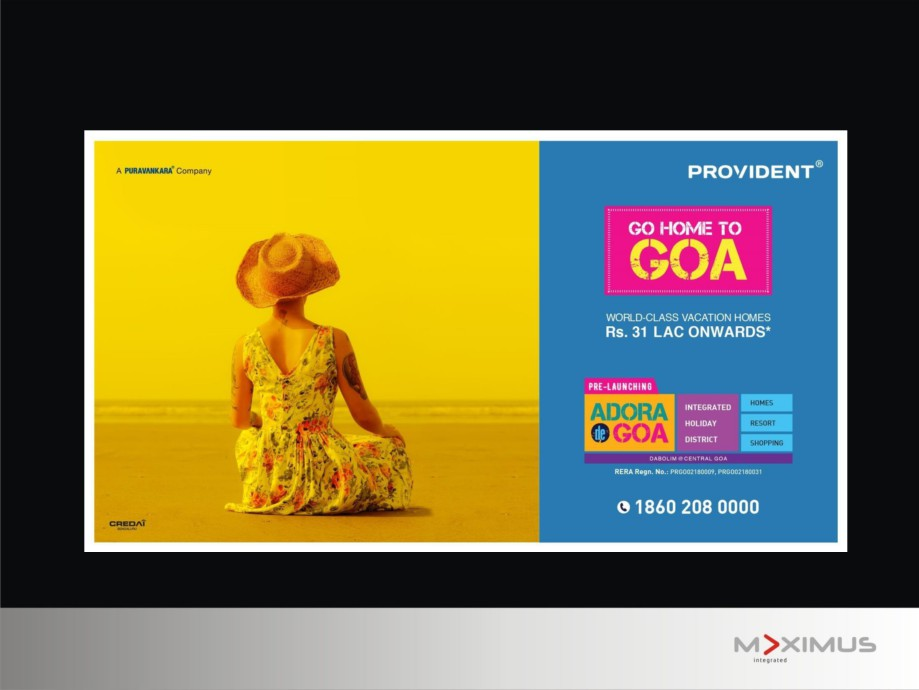 A PURAVANKARA® Company
PROVIDENT®
GO HOME TO
GOA
WORLD-CLASS VACATION HOMES
Rs. 31 LAC ONWARDS*
PRE-LAUNCHING
ADORA
de GOA
INTEGRATED
HOLIDAY
DISTRICT
HOMES
RESORT
SHOPPING
DABOLIM @ CENTRAL GOA
RERA Regn. No.: PRGO02180009, PRGO02180031
1860 208 0000
CREDAI
BENGALURU
MAXIMUS
integrated